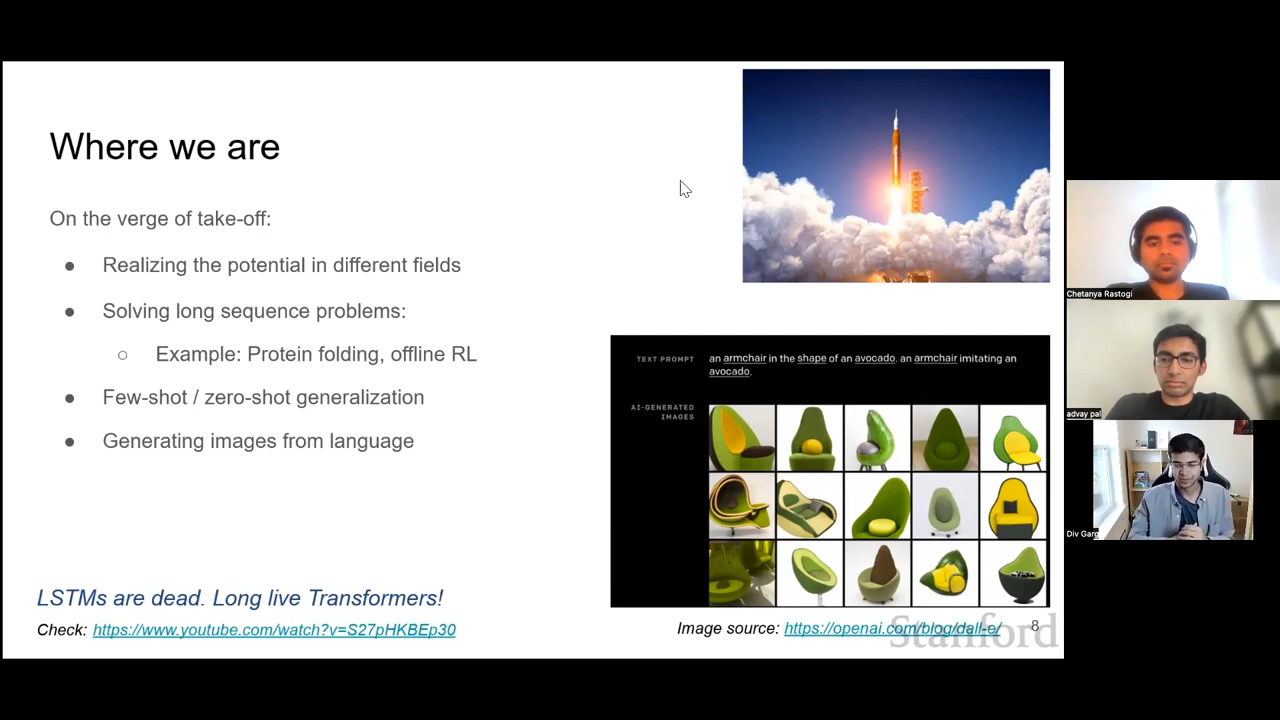 Where we are
On the verge of take-off:
● Realizing the potential in different fields
● Solving long sequence problems:
○ Example: Protein folding, offline RL
● Few-shot / zero-shot generalization
● Generating images from language
TEXT PROMPT
an armchair in the shape of an avocado. an armchair imitating an
avocado.
AI-GENERATED
IMAGES
LSTMs are dead. Long live Transformers!
Check: https://www.youtube.com/watch?v=S27pHKBEp30
Image source: https://openai.com/blog/dall-e/
8
Stanford
Chetanya Rastogi
advay pal
Div Garg